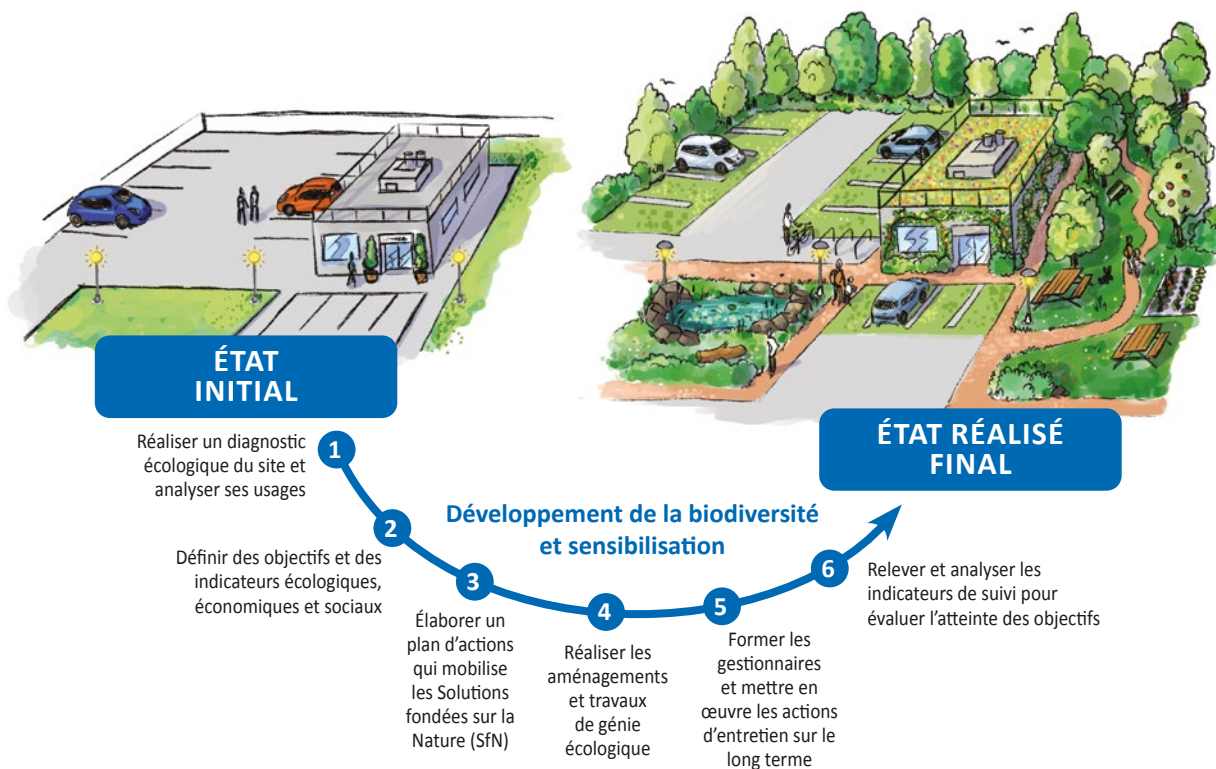 ÉTAT
INITIAL
ÉTAT RÉALISÉ
FINAL
Développement de la biodiversité
et sensibilisation
1
Réaliser un diagnostic
écologique du site et
analyser ses usages
2
Définir des objectifs et des
indicateurs écologiques,
économiques et sociaux
3
Élaborer un
plan d’actions
qui mobilise
les Solutions
fondées sur la
Nature (SfN)
4
Réaliser les
aménagements
et travaux
de génie
écologique
5
Former les
gestionnaires
et mettre en
œuvre les actions
d’entretien sur le
long terme
6
Relever et analyser les
indicateurs de suivi pour
évaluer l’atteinte des objectifs